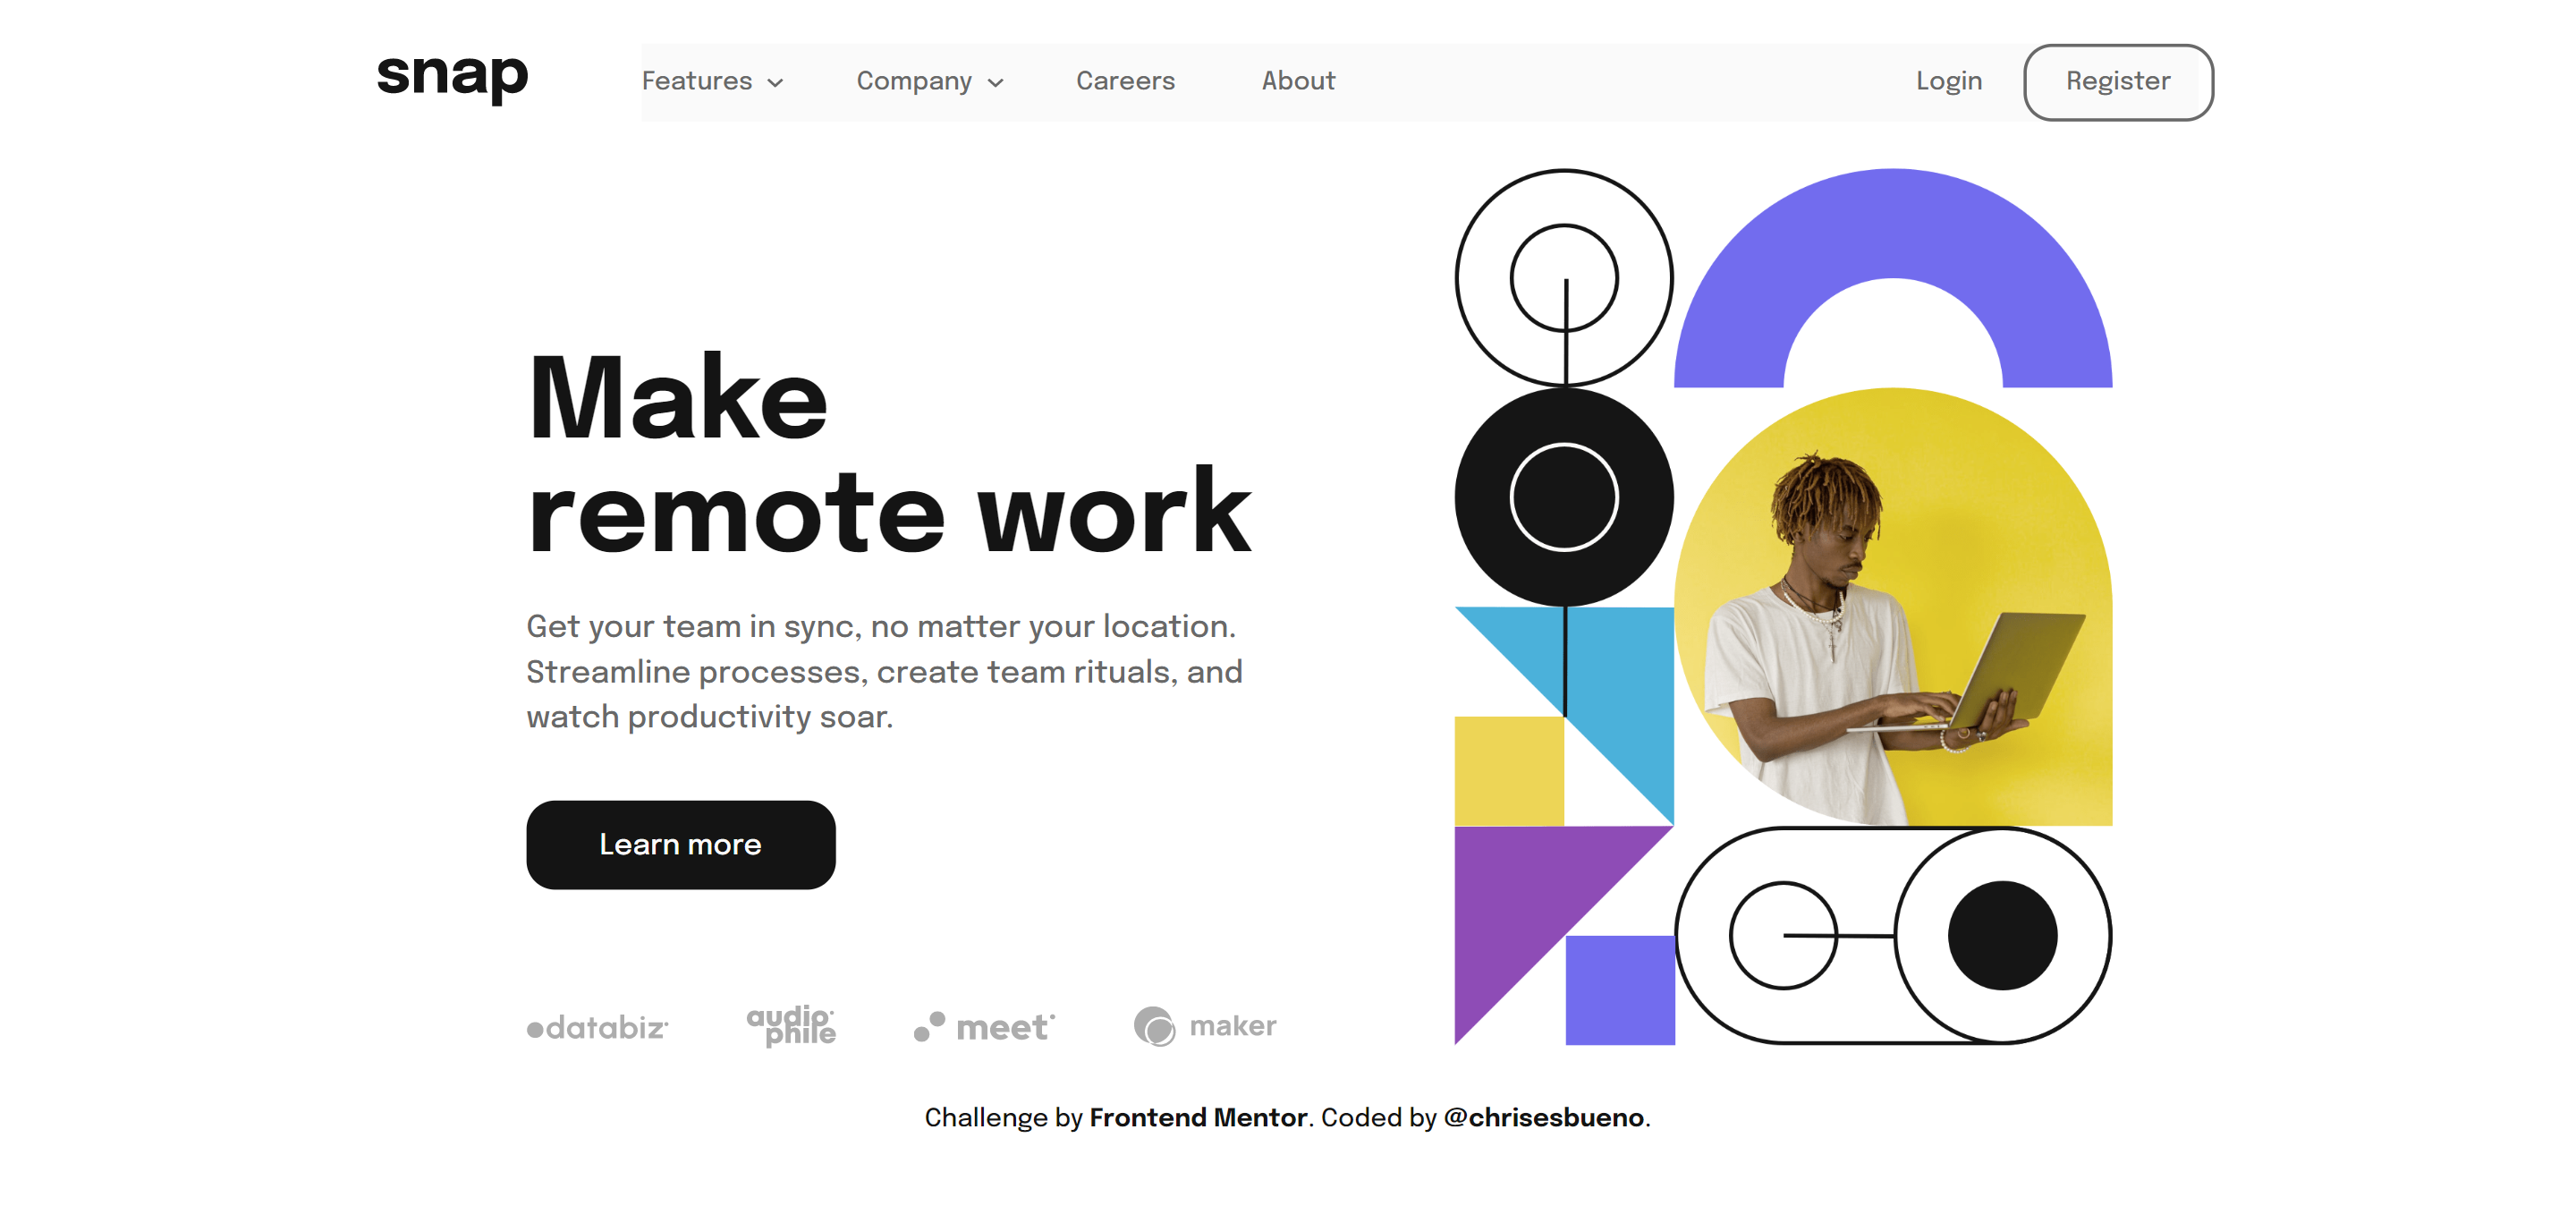 snap
Features Company Careers About Login Register
Make
remote work
Get your team in sync, no matter your location.
Streamline processes, create team rituals, and
watch productivity soar.
Learn more
databiz
audio
phile
meet
maker
Challenge by Frontend Mentor. Coded by @chrisesbueno.